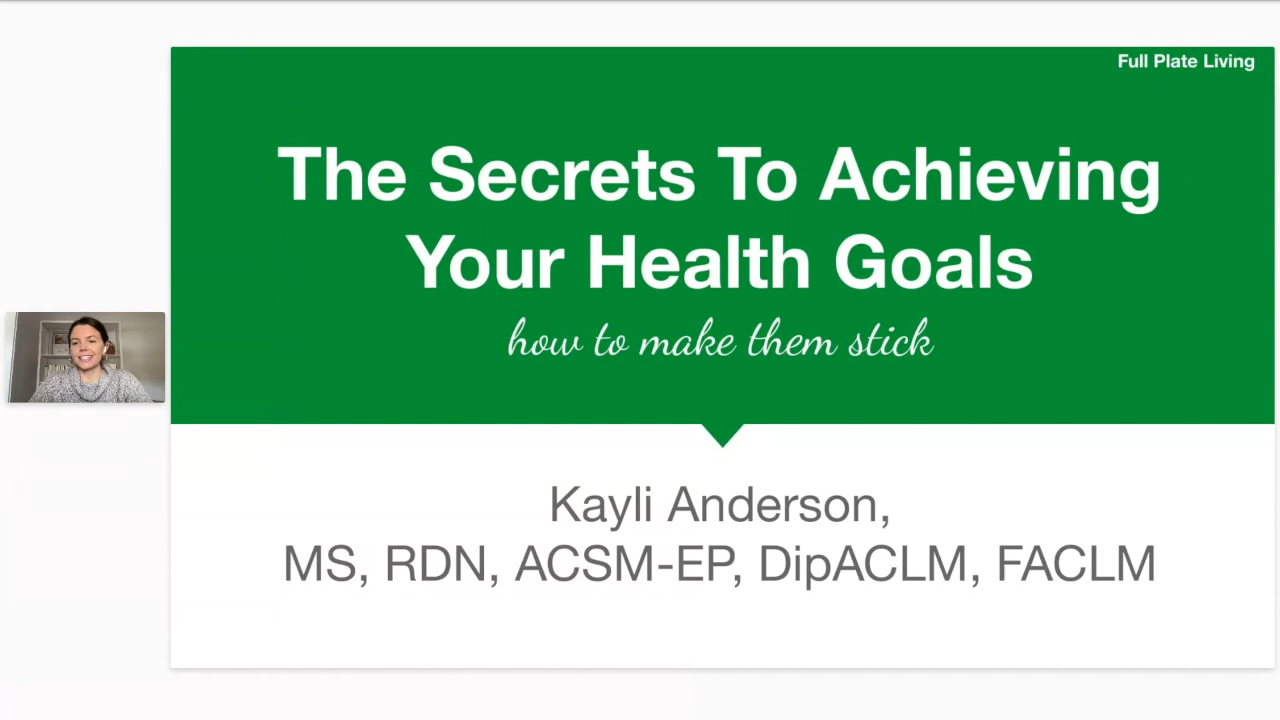 Full Plate Living
The Secrets To Achieving
Your Health Goals
how to make them stick
Kayli Anderson,
MS, RDN, ACSM-EP, DipACLM, FACLM